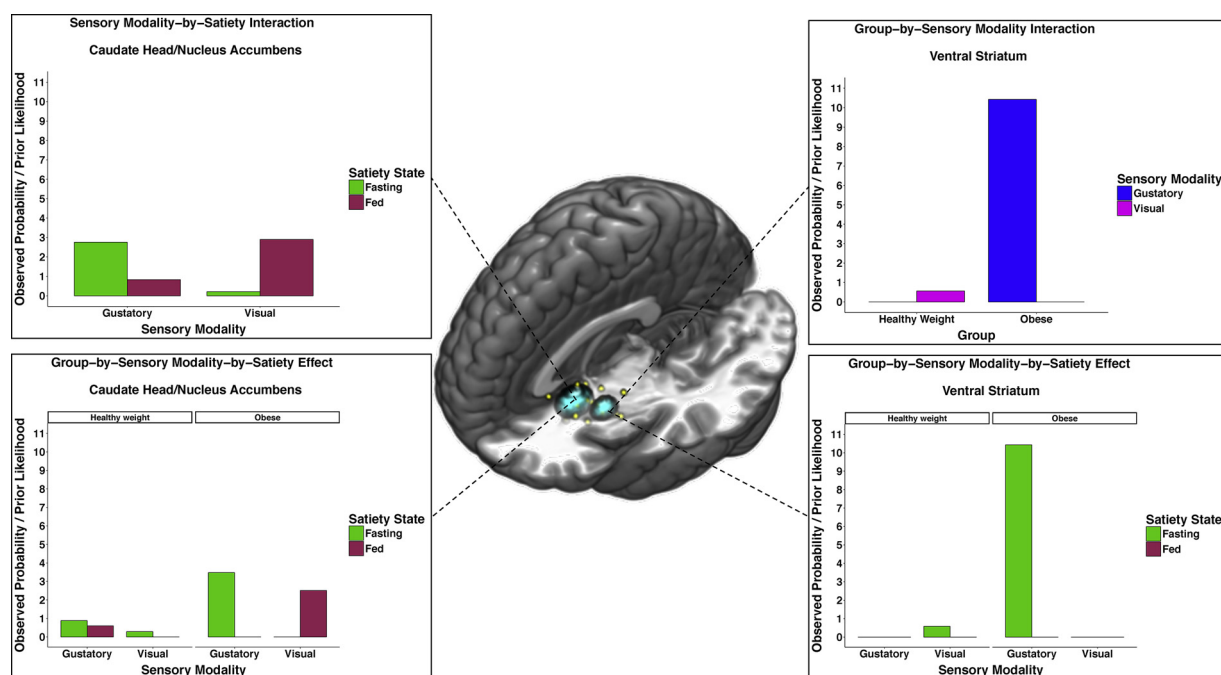 Sensory Modality−by−Satiety Interaction
Caudate Head/Nucleus Accumbens
Observed Probability / Prior Likelihood
11
10
9
8
7
6
5
4
3
2
1
0
Gustatory Visual
Sensory Modality
Satiety State
Fasting
Fed
Group−by−Sensory Modality Interaction
Ventral Striatum
Observed Probability / Prior Likelihood
11
10
9
8
7
6
5
4
3
2
1
0
Healthy Weight Obese
Group
Sensory Modality
Gustatory
Visual
Group−by−Sensory Modality−by−Satiety Effect
Caudate Head/Nucleus Accumbens
Healthy weight Obese
Observed Probability / Prior Likelihood
11
10
9
8
7
6
5
4
3
2
1
0
Gustatory Visual Gustatory Visual
Sensory Modality
Satiety State
Fasting
Fed
Group−by−Sensory Modality−by−Satiety Effect
Ventral Striatum
Healthy weight Obese
Observed Probability / Prior Likelihood
11
10
9
8
7
6
5
4
3
2
1
0
Gustatory Visual Gustatory Visual
Sensory Modality
Satiety State
Fasting
Fed